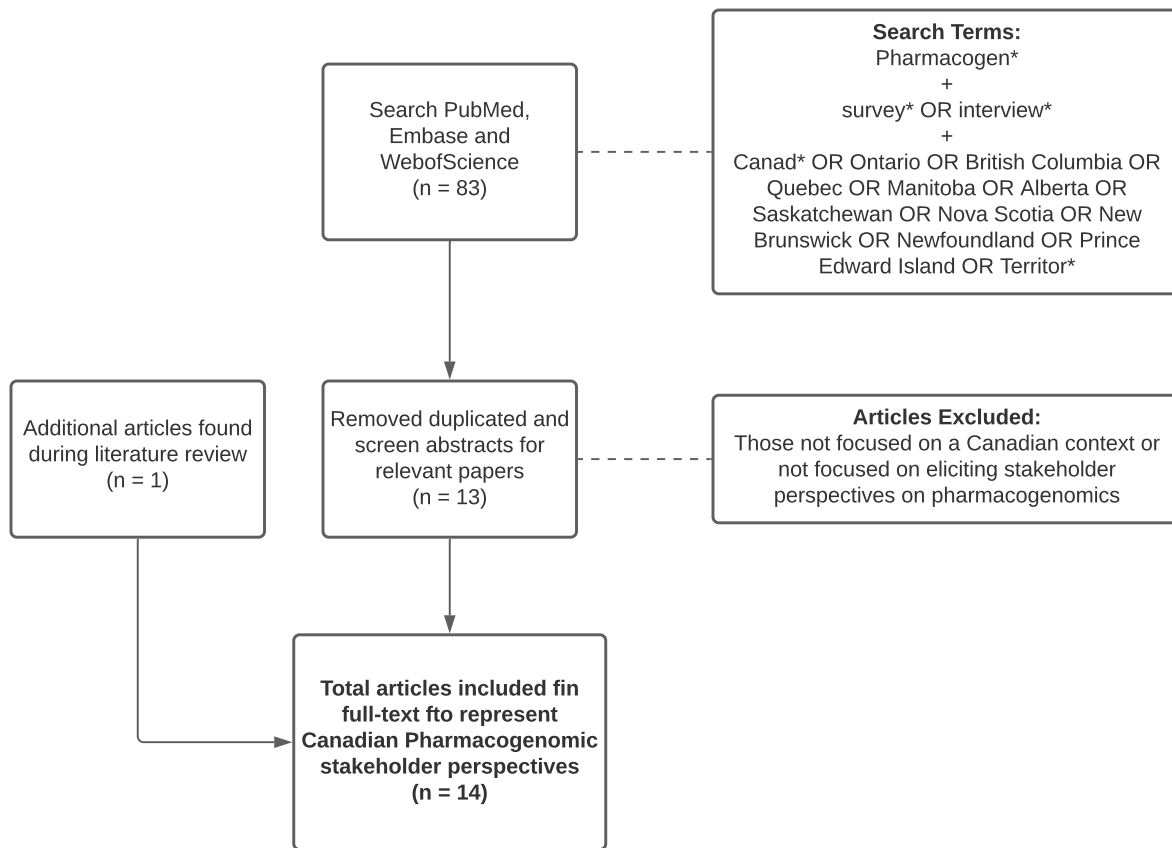 Search PubMed,
Embase and
WebofScience
(n = 83)
Search Terms:
Pharmacogen*
+
survey* OR interview*
+
Canad* OR Ontario OR British Columbia OR
Quebec OR Manitoba OR Alberta OR
Saskatchewan OR Nova Scotia OR New
Brunswick OR Newfoundland OR Prince
Edward Island OR Territor*
Additional articles found
during literature review
(n = 1)
Removed duplicated and
screen abstracts for
relevant papers
(n = 13)
Articles Excluded:
Those not focused on a Canadian context or
not focused on eliciting stakeholder
perspectives on pharmacogenomics
Total articles included fin
full-text fto represent
Canadian Pharmacogenomic
stakeholder perspectives
(n = 14)